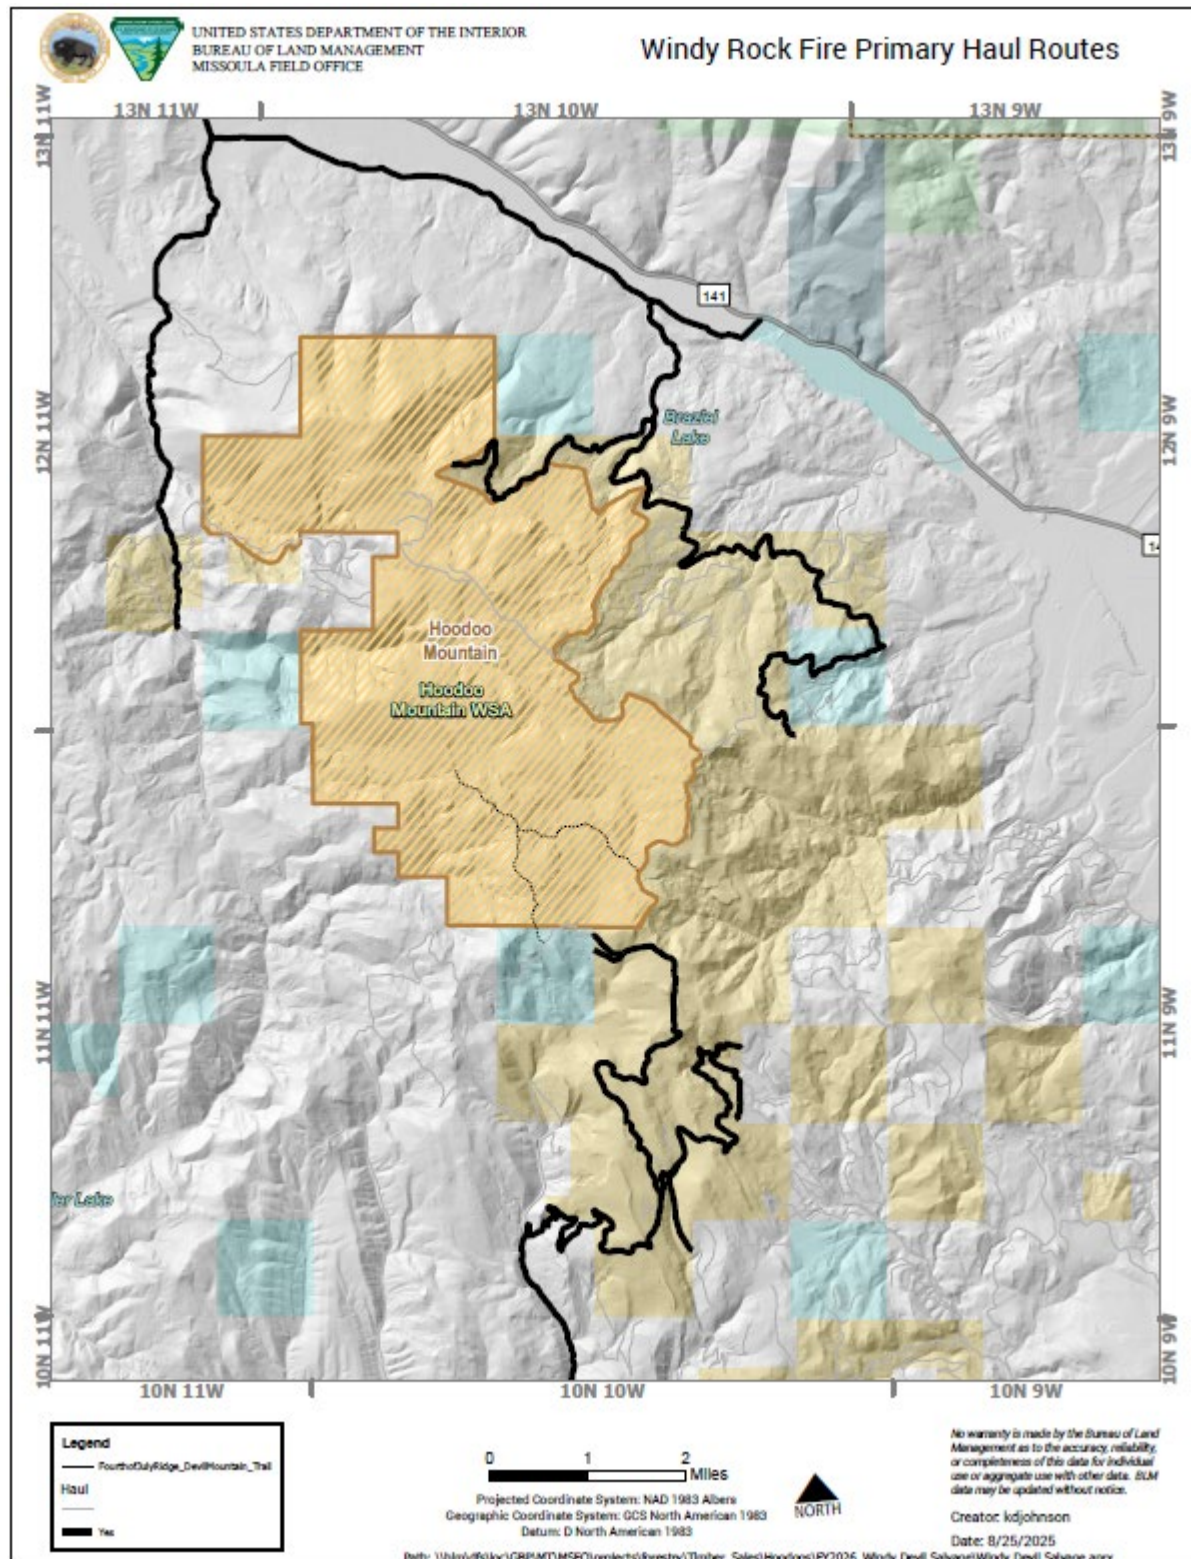 UNITED STATES DEPARTMENT OF THE INTERIOR
BUREAU OF LAND MANAGEMENT
MISSOULA FIELD OFFICE
Windy Rock Fire Primary Haul Routes
13N 11W
13N 10W
13N 9W
13N 11W
13N 9W
141
12N 11W
Braziel
Lake
12N 9W
Hoodoo
Mountain
Hoodoo
Mountain WSA
11N 11W
11N 9W
Lake
10N 11W
10N 9W
10N 11W
10N 10W
10N 9W
Legend
FourthofJulyRidge_DevilMountain_Trail
Haul
Yes
0 1 2
Miles
Projected Coordinate System: NAD 1983 Albers
Geographic Coordinate System: GCS North American 1983
Datum: D North American 1983
NORTH
No warranty is made by the Bureau of Land
Management as to the accuracy, reliability,
or completeness of this data for individual
use or aggregate use with other data. BLM
data may be updated without notice.
Creator: kdjohnson
Date: 8/25/2025